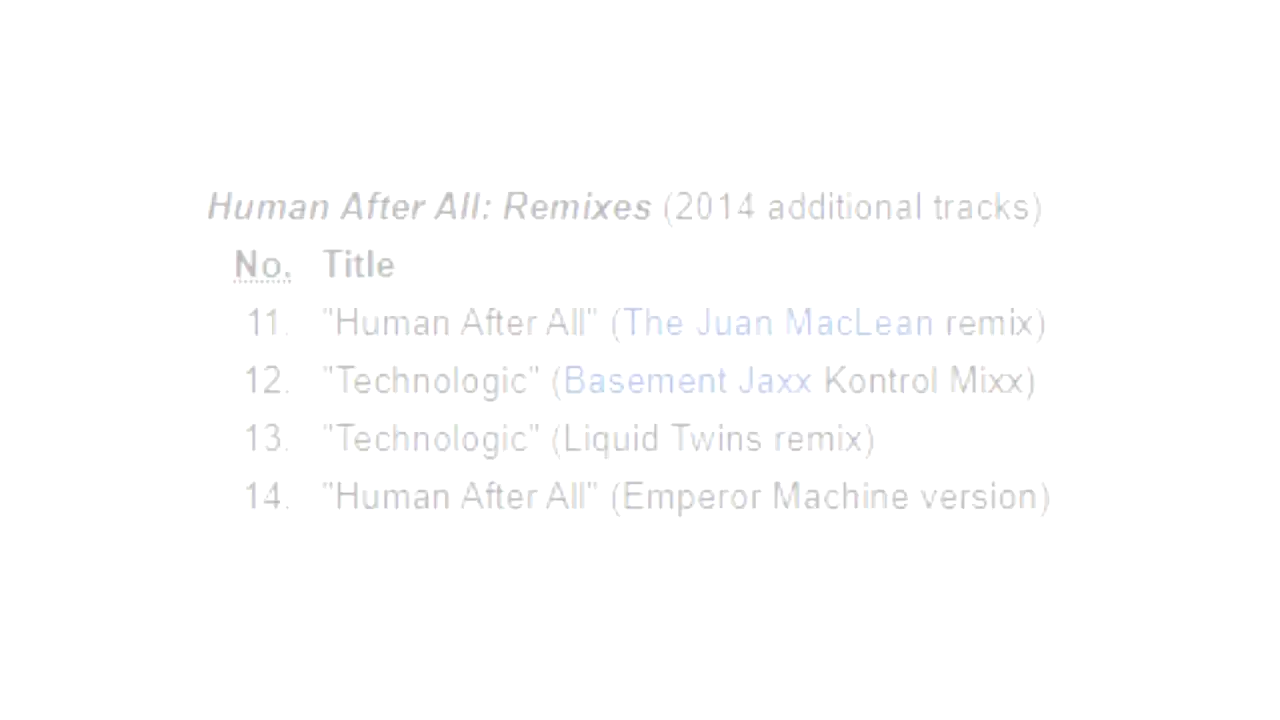 Human After All: Remixes (2014 additional tracks)
No. Title
11. "Human After All" (The Juan MacLean remix)
12. "Technologic" (Basement Jaxx Kontrol Mixx)
13. "Technologic" (Liquid Twins remix)
14. "Human After All" (Emperor Machine version)